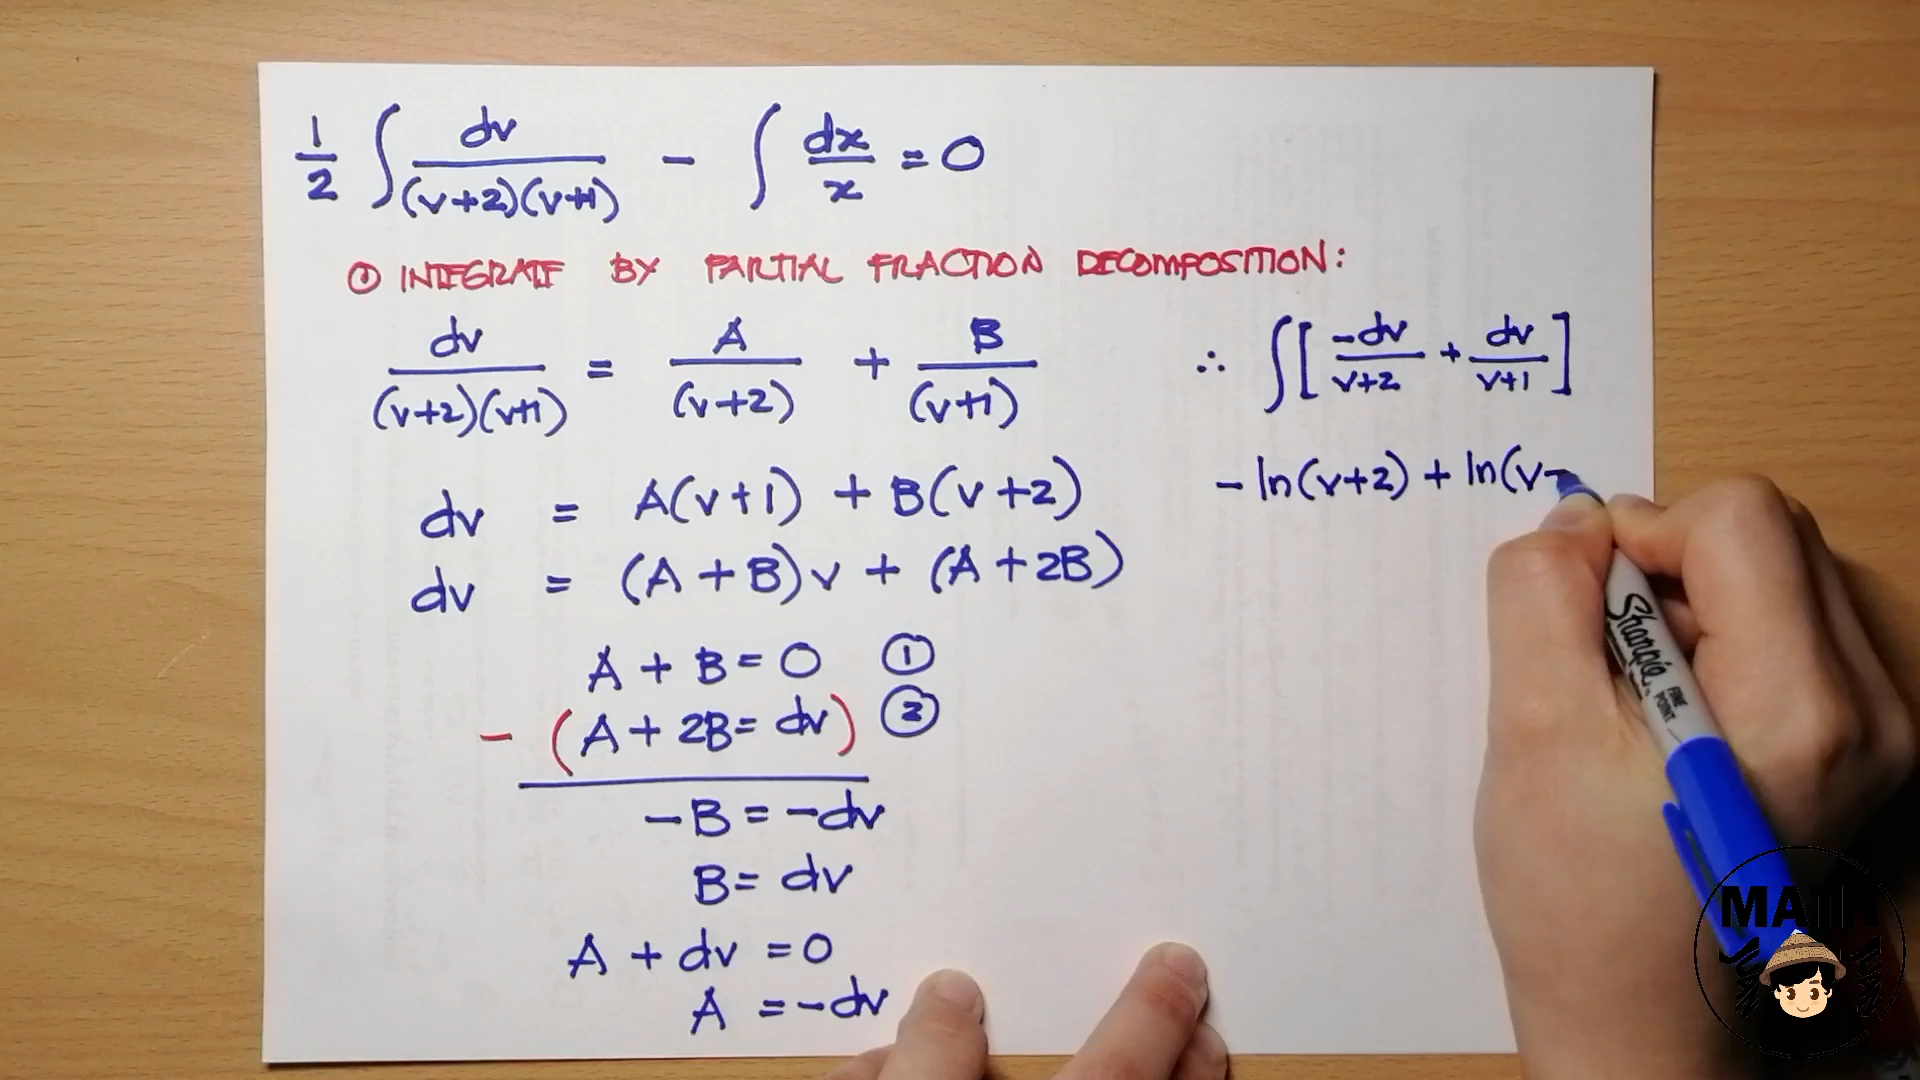 1/2 ∫ dv/((v+2)(v+1)) - ∫ dx/x = 0
① INTEGRATE BY PARTIAL FRACTION DECOMPOSITION:
dv/((v+2)(v+1)) = A/(v+2) + B/(v+1)
dv = A(v+1) + B(v+2)
dv = (A+B)v + (A+2B)
A + B = 0 ①
- (A + 2B = dv) ②
-B = -dv
B = dv
A + dv = 0
A = -dv
∴ ∫[-dv/(v+2) + dv/(v+1)]
- ln(v+2) + ln(v
Sharpie
FINE POINT
MATH